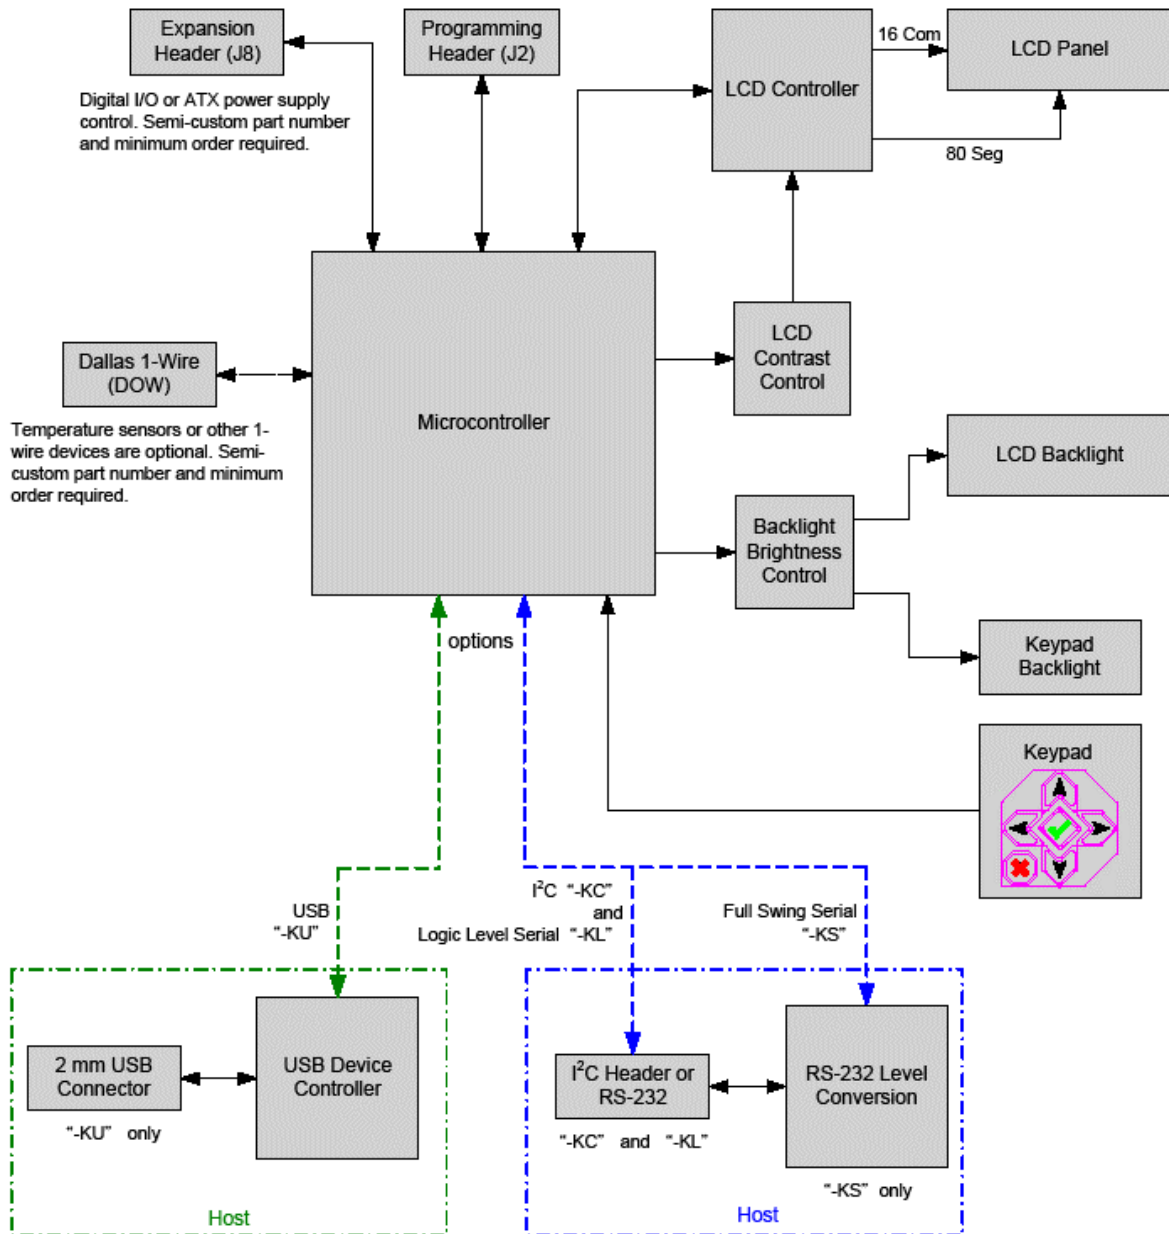 Expansion
Header (J8)
Programming
Header (J2)
LCD Controller
16 Com
LCD Panel
80 Seg
Digital I/O or ATX power supply
control. Semi-custom part number
and minimum order required.
Dallas 1-Wire
(DOW)
Temperature sensors or other 1-
wire devices are optional. Semi-
custom part number and minimum
order required.
Microcontroller
LCD
Contrast
Control
LCD Backlight
Backlight
Brightness
Control
Keypad
Backlight
options
Keypad
USB
“-KU”
I²C “-KC”
and
Logic Level Serial “-KL”
Full Swing Serial
“-KS”
2 mm USB
Connector
USB Device
Controller
“-KU” only
Host
I²C Header or
RS-232
RS-232 Level
Conversion
“-KC” and “-KL”
“-KS” only
Host